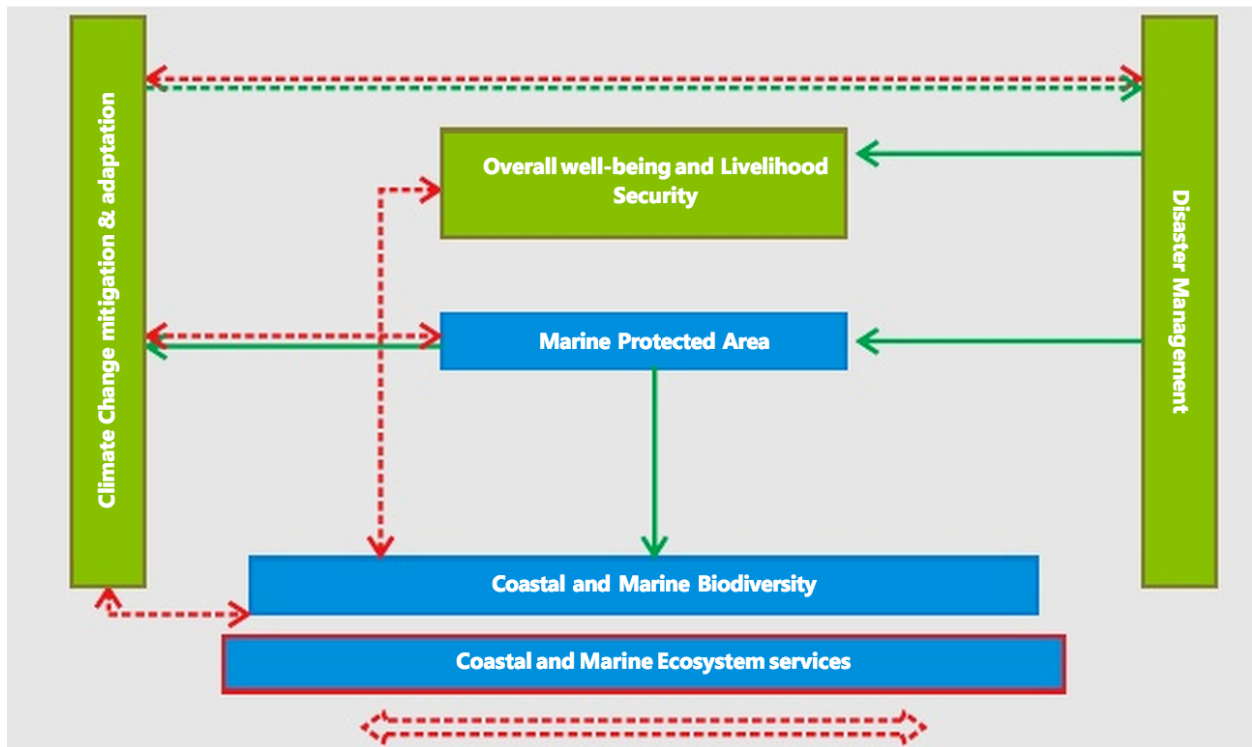 Climate Change mitigation & adaptation
Overall well-being and Livelihood
Security
Disaster Management
Marine Protected Area
Coastal and Marine Biodiversity
Coastal and Marine Ecosystem services